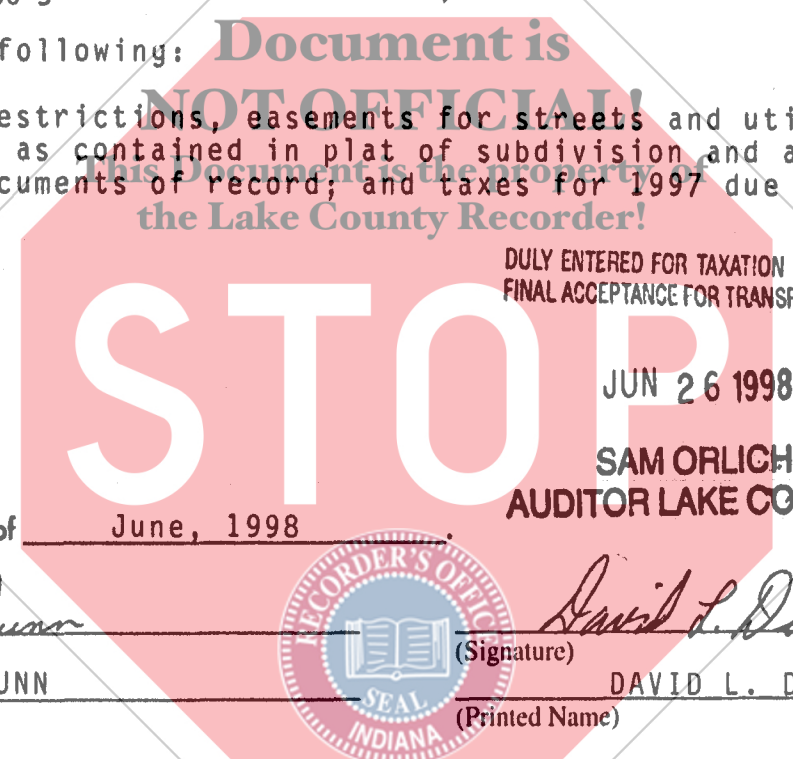 following: Document is
NOT OFFICIAL!
estrictions, easements for streets and uti
as contained in plat of subdivision and a
This Document is the property of
cuments of record; and taxes for 1997 due
the Lake County Recorder!
DULY ENTERED FOR TAXATION
FINAL ACCEPTANCE FOR TRANSF
STOP
JUN 26 1998
SAM ORLICH
AUDITOR LAKE CO
of June, 1998.
RECORDER'S OFFICE
unn
David L. D
(Signature)
UNN
DAVID L. D
SEAL
(Printed Name)
INDIANA